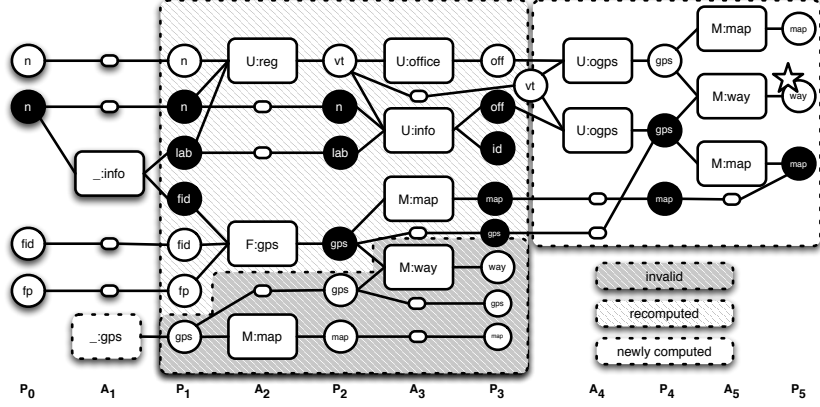 M:map map
n n U:reg vt U:office off U:ogps gps
vt
M:way way
n n n off
U:info U:ogps gps
lab lab id M:map map
_:info
fid M:map map map
fid fid F:gps gps gps
M:way way
invalid
fp fp gps gps
recomputed
_:gps gps M:map map map
newly computed
P0 A1 P1 A2 P2 A3 P3 A4 P4 A5 P5